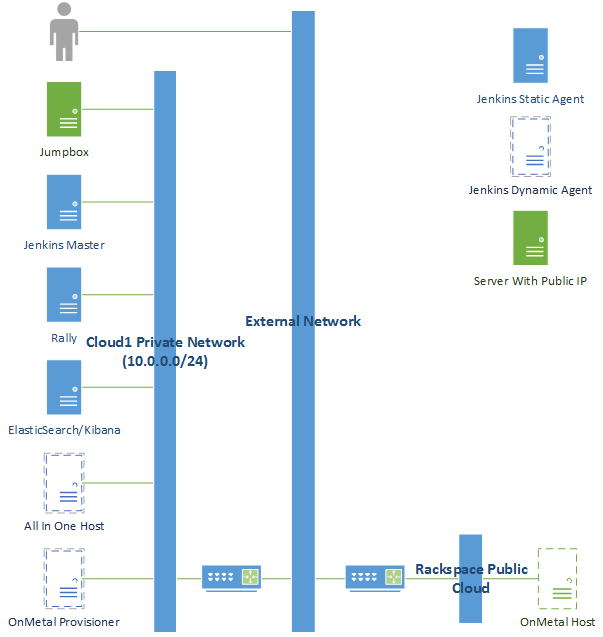 Jumpbox
Jenkins Master
Rally
ElasticSearch/Kibana
All In One Host
OnMetal Provisioner
Cloud1 Private Network
(10.0.0.0/24)
External Network
Jenkins Static Agent
Jenkins Dynamic Agent
Server With Public IP
Rackspace Public
Cloud
OnMetal Host